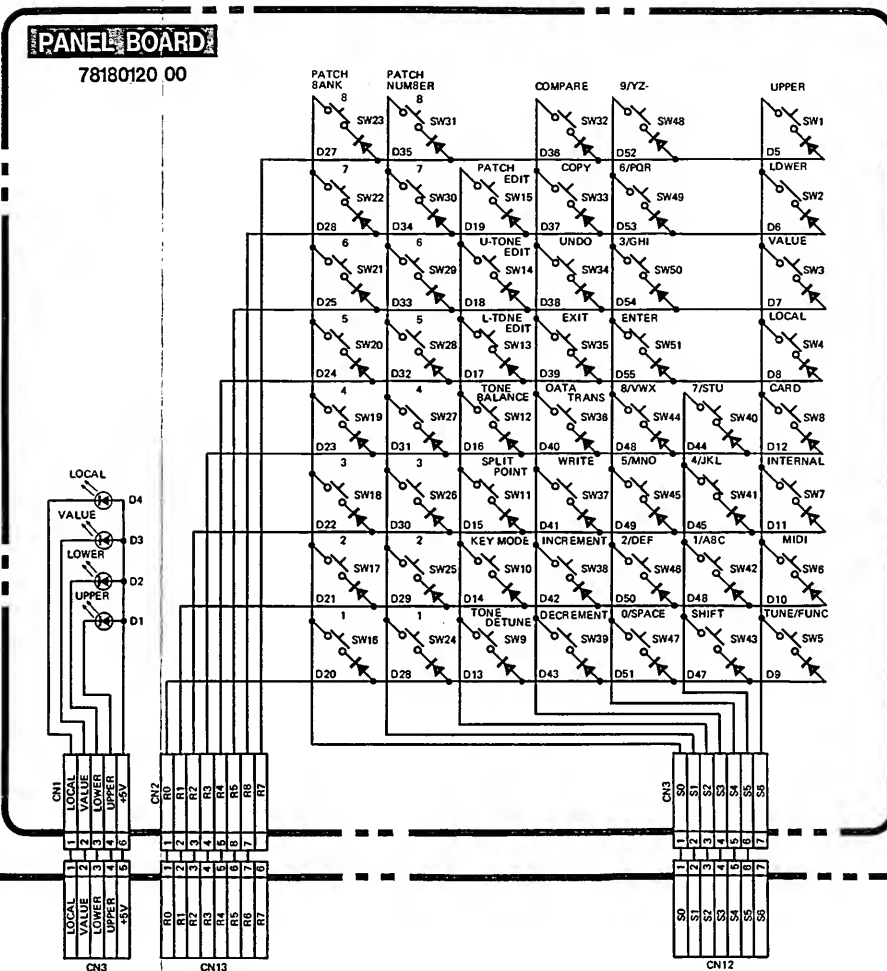 PANEL BOARD
78180120 00
PATCH 8ANK
PATCH NUM8ER
COMPARE
9/YZ-
UPPER
8 SW23
8 SW31
SW32
SW48
SW1
D27 D35 D36 D52 D5
7 7 PATCH EDIT COPY 6/PQR LDWER
SW22 SW30 SW15 SW33 SW49 SW2
D28 D34 D19 D37 D53 D6
6 6 U-TONE EDIT UNDO 3/GHI VALUE
SW21 SW29 SW14 SW34 SW50 SW3
D25 D33 D18 D38 D54 D7
5 5 L-TDNE EDIT EXIT ENTER LOCAL
SW20 SW28 SW13 SW35 SW51 SW4
D24 D32 D17 D39 D55 D8
4 4 TONE BALANCE OATA TRANS 8/VWX 7/STU CARD
SW19 SW27 SW12 SW36 SW44 SW40 SW8
D23 D31 D16 D40 D48 D44 D12
3 3 SPLIT POINT WRITE 5/MNO 4/JKL INTERNAL
SW18 SW26 SW11 SW37 SW45 SW41 SW7
D22 D30 D15 D41 D49 D45 D11
2 2 KEY MODE INCREMENT 2/DEF 1/A8C MIDI
SW17 SW25 SW10 SW38 SW46 SW42 SW6
D21 D29 D14 D42 D50 D48 D10
1 1 TONE DETUNE DECREMENT 0/SPACE SHIFT TUNE/FUNC
SW16 SW24 SW9 SW39 SW47 SW43 SW5
D20 D28 D13 D43 D51 D47 D9
LOCAL D4
VALUE D3
LOWER D2
UPPER D1
CN1
LOCAL VALUE LOWER UPPER +5V
1 2 3 4 6
CN2
R0 R1 R2 R3 R4 R5 R8 R7
1 2 3 4 5 8 7
CN3
S0 S1 S2 S3 S4 S5 S6
1 2 3 4 5 6 7
1 2 3 4 5
LOCAL VALUE LOWER UPPER +5V
CN3
1 2 3 4 5 6 7 6
R0 R1 R2 R3 R4 R5 R6 R7
CN13
1 2 3 4 5 6 7
S0 S1 S2 S3 S4 S5 S6
CN12